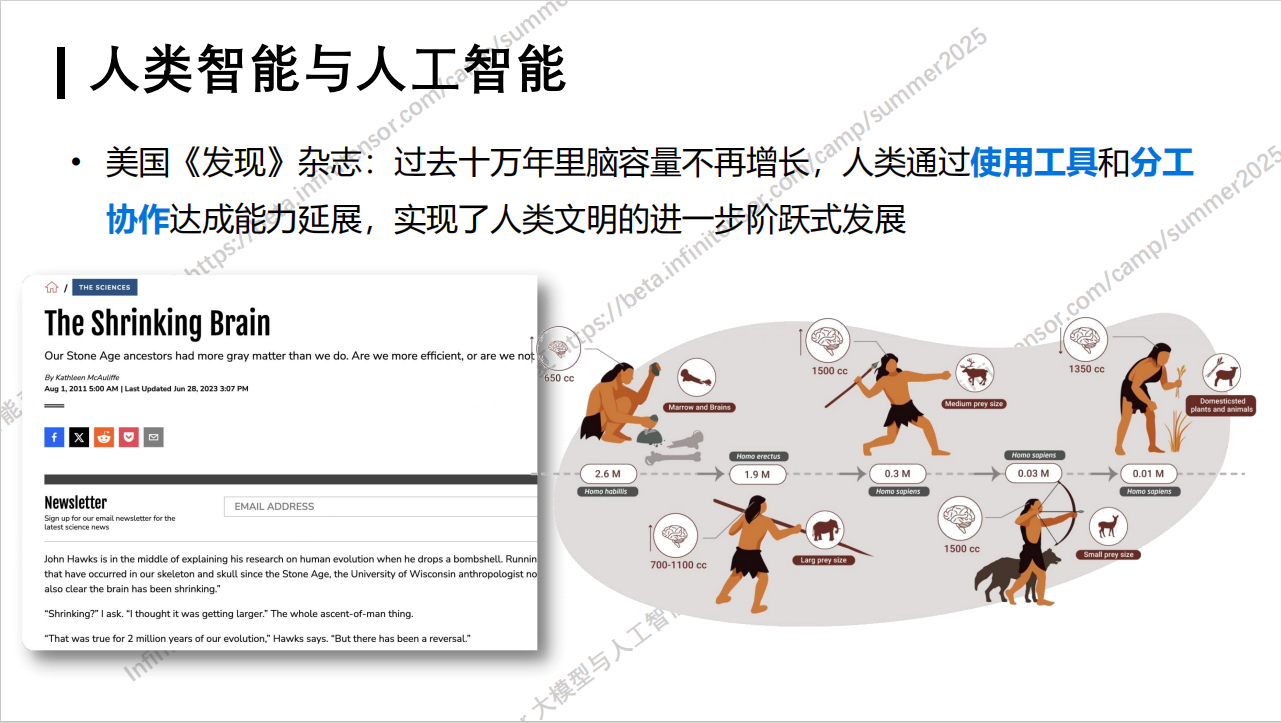 人类智能与人工智能
• 美国《发现》杂志：过去十万年里脑容量不再增长，人类通过使用工具和分工
协作达成能力延展，实现了人类文明的进一步阶跃式发展
/ THE SCIENCES
The Shrinking Brain
Our Stone Age ancestors had more gray matter than we do. Are we more efficient, or are we not
By Kathleen McAuliffe
Aug 1, 2011 5:00 AM | Last Updated Jun 28, 2023 3:07 PM
Newsletter
Sign up for our email newsletter for the
latest science news
EMAIL ADDRESS
John Hawks is in the middle of explaining his research on human evolution when he drops a bombshell. Runnin
that have occurred in our skeleton and skull since the Stone Age, the University of Wisconsin anthropologist no
also clear the brain has been shrinking.”
“Shrinking?” I ask. “I thought it was getting larger.” The whole ascent-of-man thing.
“That was true for 2 million years of our evolution,” Hawks says. “But there has been a reversal.”
650 cc
Marrow and Brains
1500 cc
Medium prey size
1350 cc
Domesticsted
plants and animals
2.6 M
Homo habilis
Homo erectus
1.9 M
0.3 M
Homo sapiens
Homo sapiens
0.03 M
0.01 M
Homo sapiens
700-1100 cc
Larg prey size
1500 cc
Small prey size
https://beta.infinitensor.com/camp/summer2025
https://beta.infinitensor.com/camp/summer2025
大模型与人工智能